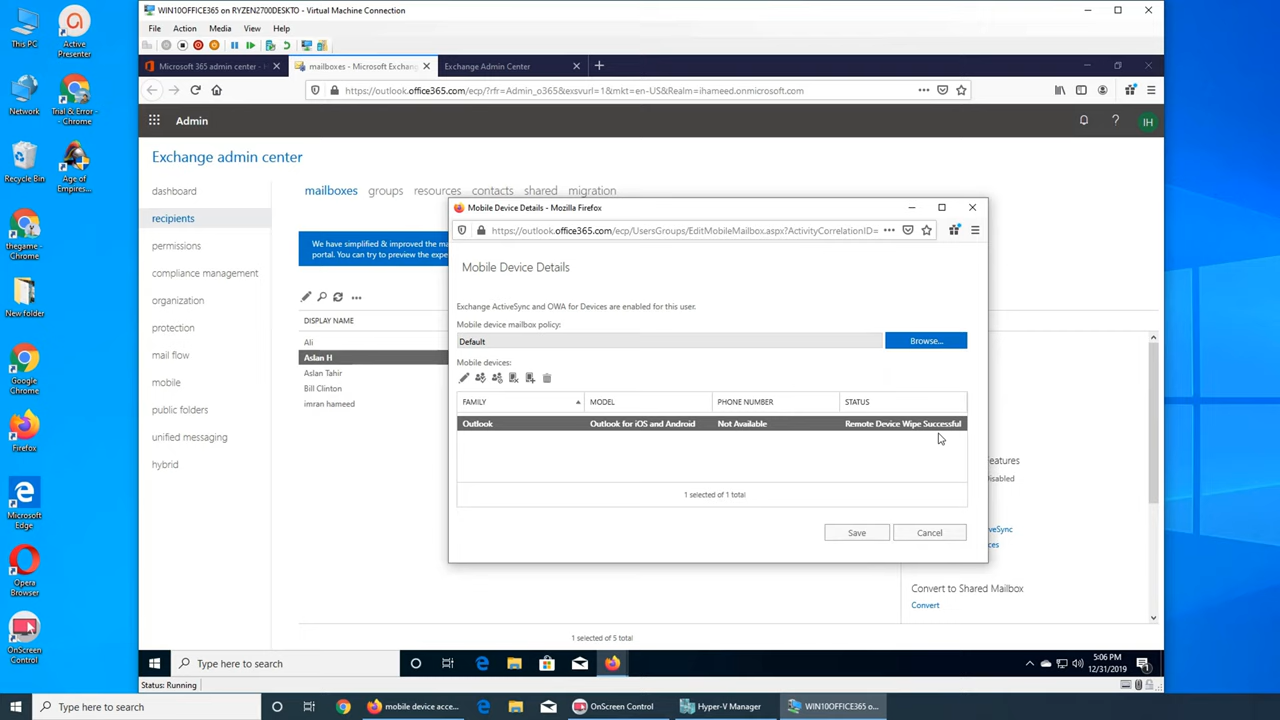 This PC
Active
Presenter
Network
Trial & Error -
- Chrome
Recycle Bin
Age of
Empires...
thegame -
Chrome
New folder
Google
Chrome
Firefox
Microsoft
Edge
Opera
Browser
OnScreen
Control
WIN10OFFICE365 on RYZEN2700DESKTO - Virtual Machine Connection
File Action Media View Help
Microsoft 365 admin center -
mailboxes - Microsoft Exchang
Exchange Admin Center
https://outlook.office365.com/ecp/?rfr=Admin_o365&exsvurl=1&mkt=en-US&Realm=ihameed.onmicrosoft.com
Admin
IH
Exchange admin center
dashboard
recipients
permissions
compliance management
organization
protection
mail flow
mobile
public folders
unified messaging
hybrid
mailboxes groups resources contacts shared migration
We have simplified & improved the ma
portal. You can try to preview the expe
DISPLAY NAME
Ali
Aslan H
Aslan Tahir
Bill Clinton
imran hameed
Mobile Device Details - Mozilla Firefox
https://outlook.office365.com/ecp/UsersGroups/EditMobileMailbox.aspx?ActivityCorrelationID=
Mobile Device Details
Exchange ActiveSync and OWA for Devices are enabled for this user.
Mobile device mailbox policy:
Default
Browse...
Mobile devices:
FAMILY MODEL PHONE NUMBER STATUS
Outlook Outlook for iOS and Android Not Available Remote Device Wipe Successful
1 selected of 1 total
Save Cancel
eatures
isabled
veSync
ces
Convert to Shared Mailbox
Convert
1 selected of 5 total
Type here to search
5:06 PM
12/31/2019
1
Status: Running
Type here to search
mobile device acce...
OnScreen Control
Hyper-V Manager
WIN10OFFICE365 o...